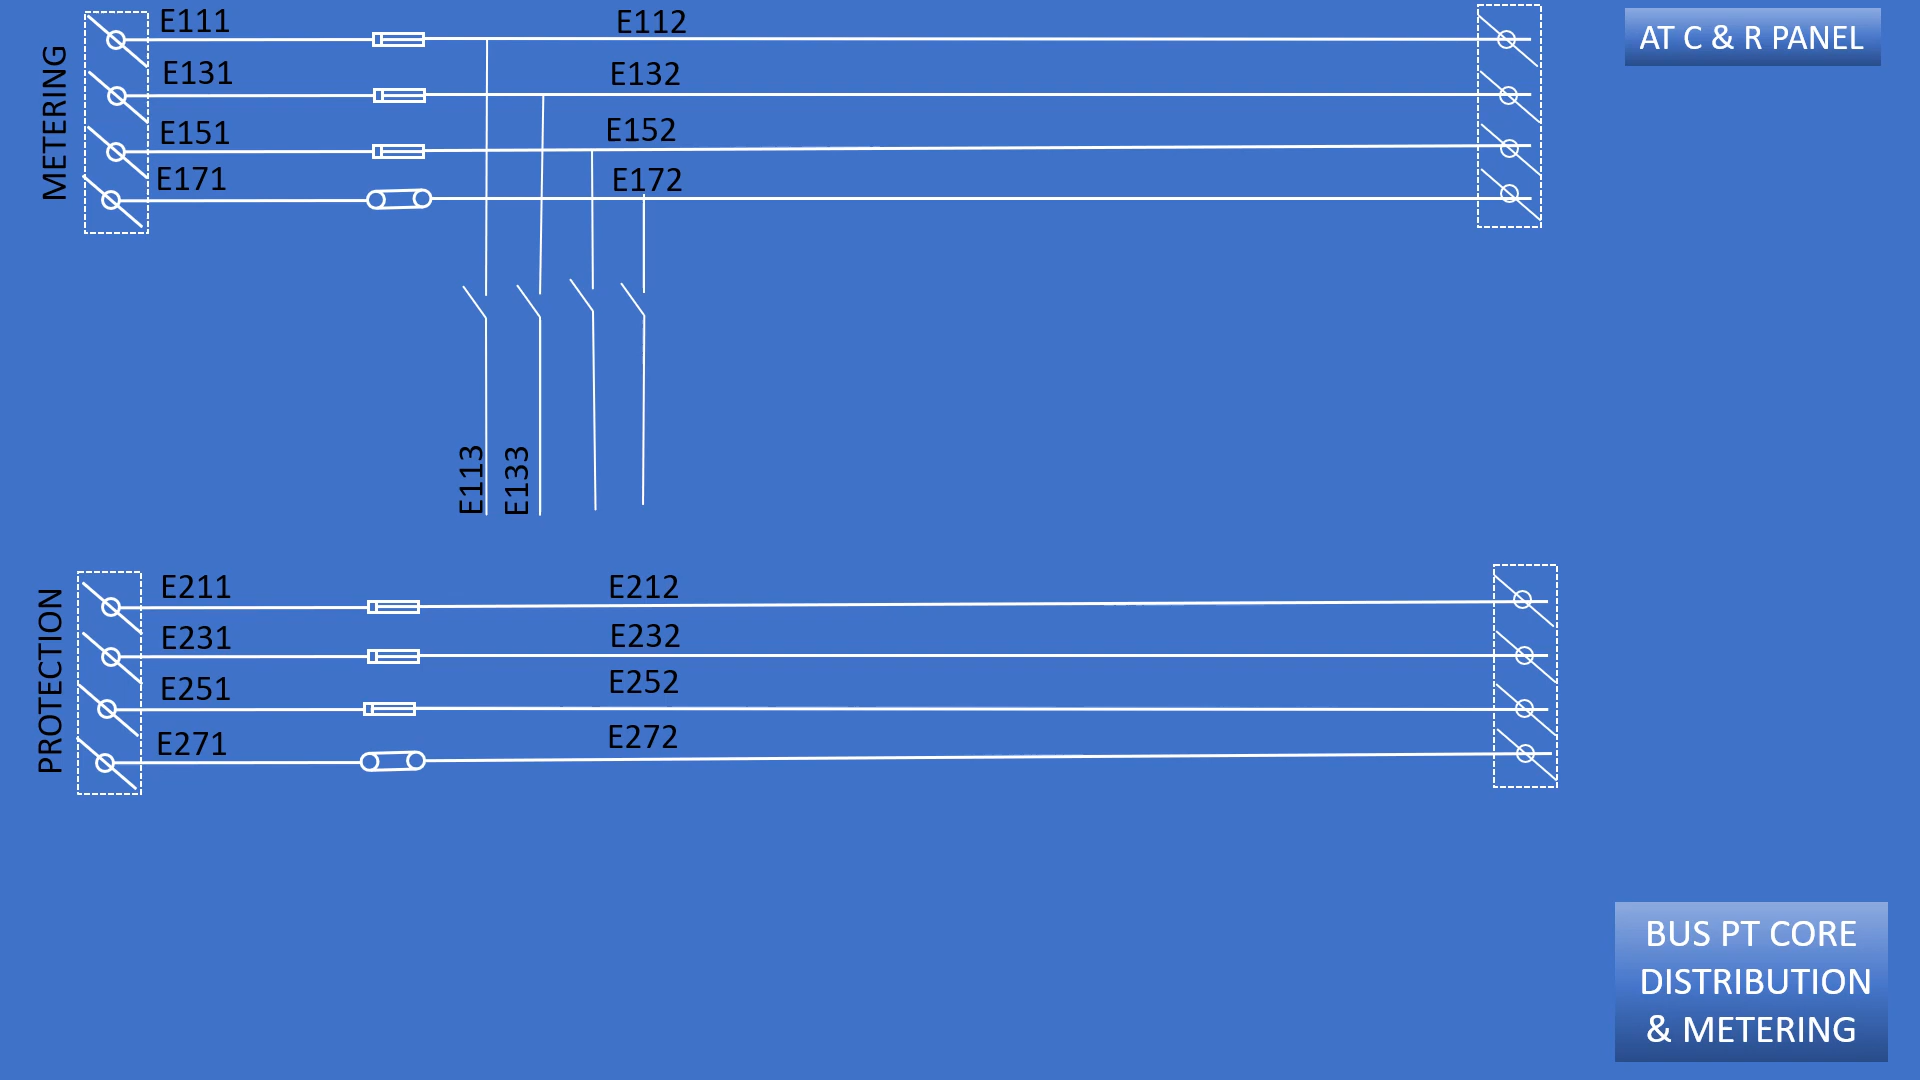 E111
E112
AT C & R PANEL
METERING
E131
E132
E151
E152
E171
E172
E113
E133
PROTECTION
E211
E212
E231
E232
E251
E252
E271
E272
BUS PT CORE
DISTRIBUTION
& METERING